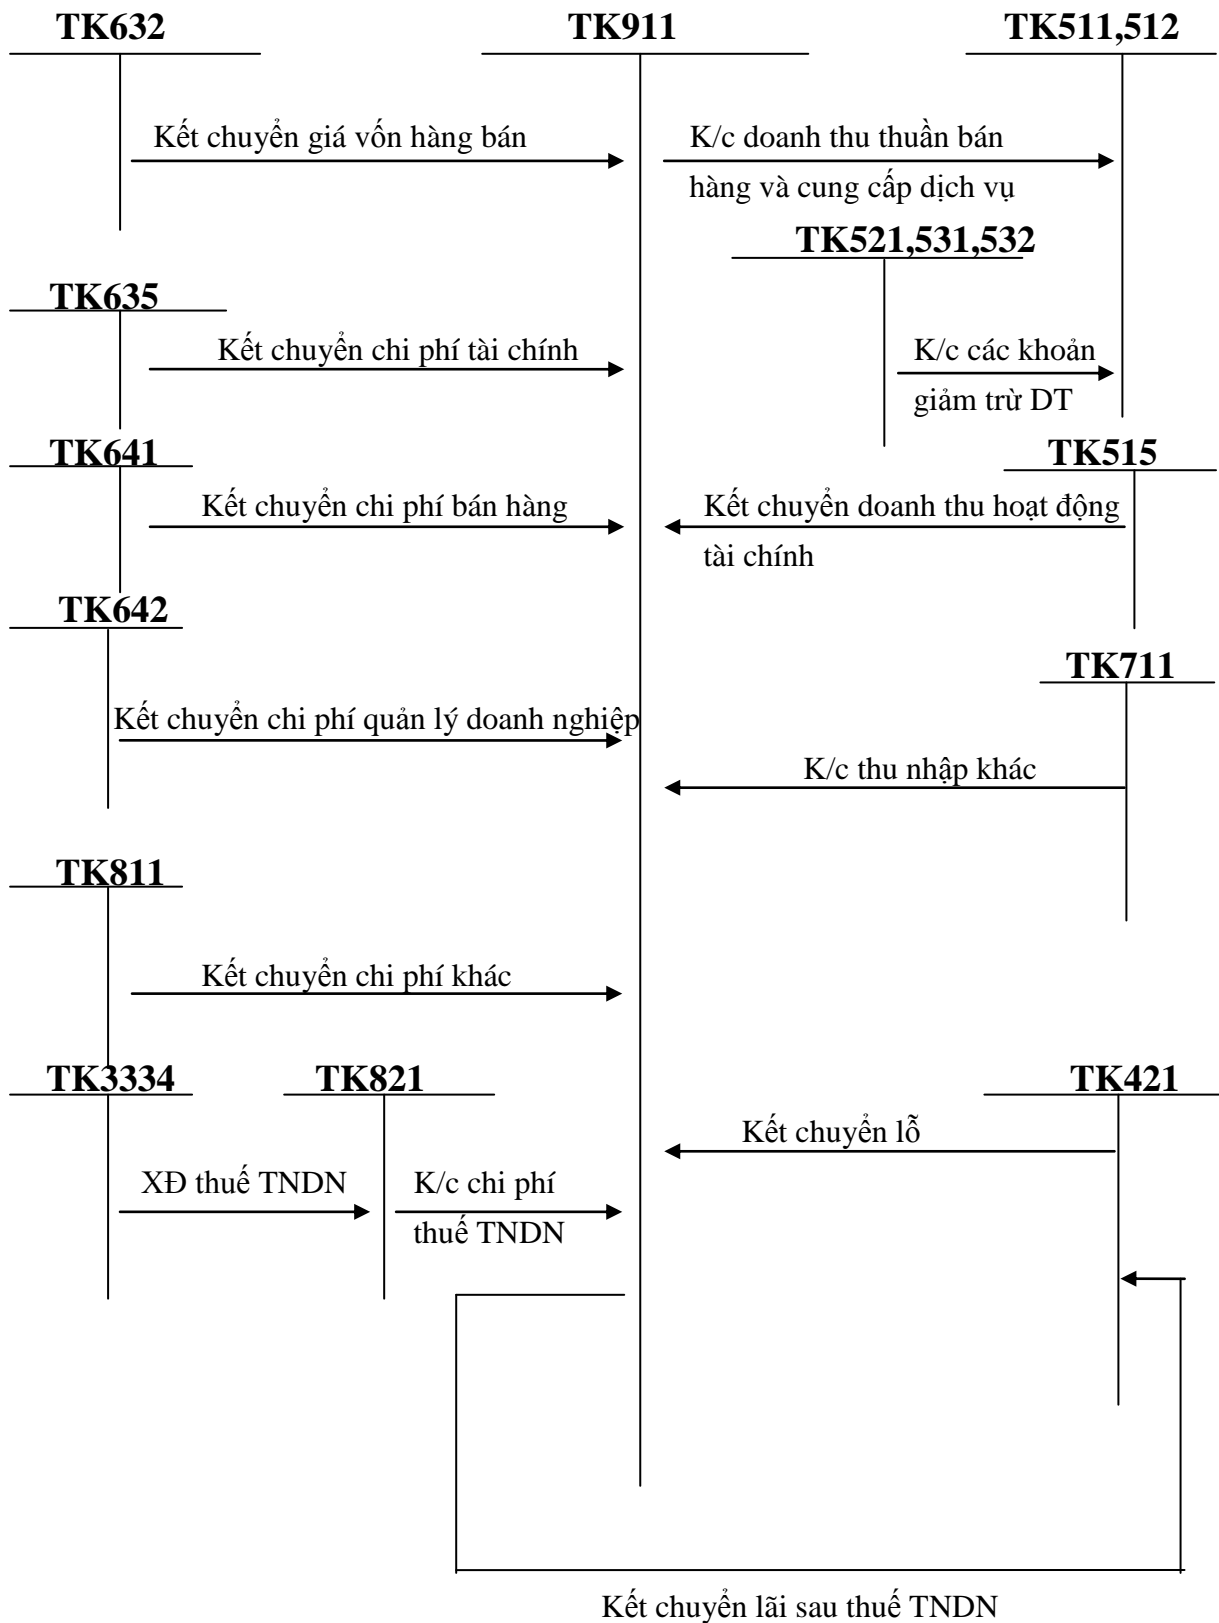 TK632
TK911
TK511,512
Kết chuyển giá vốn hàng bán
K/c doanh thu thuần bán
hàng và cung cấp dịch vụ
TK521,531,532
TK635
Kết chuyển chi phí tài chính
K/c các khoản
giảm trừ DT
TK641
TK515
Kết chuyển chi phí bán hàng
Kết chuyển doanh thu hoạt động
tài chính
TK642
TK711
Kết chuyển chi phí quản lý doanh nghiệp
K/c thu nhập khác
TK811
Kết chuyển chi phí khác
TK3334
TK821
TK421
Kết chuyển lỗ
XĐ thuế TNDN
K/c chi phí
thuế TNDN
Kết chuyển lãi sau thuế TNDN